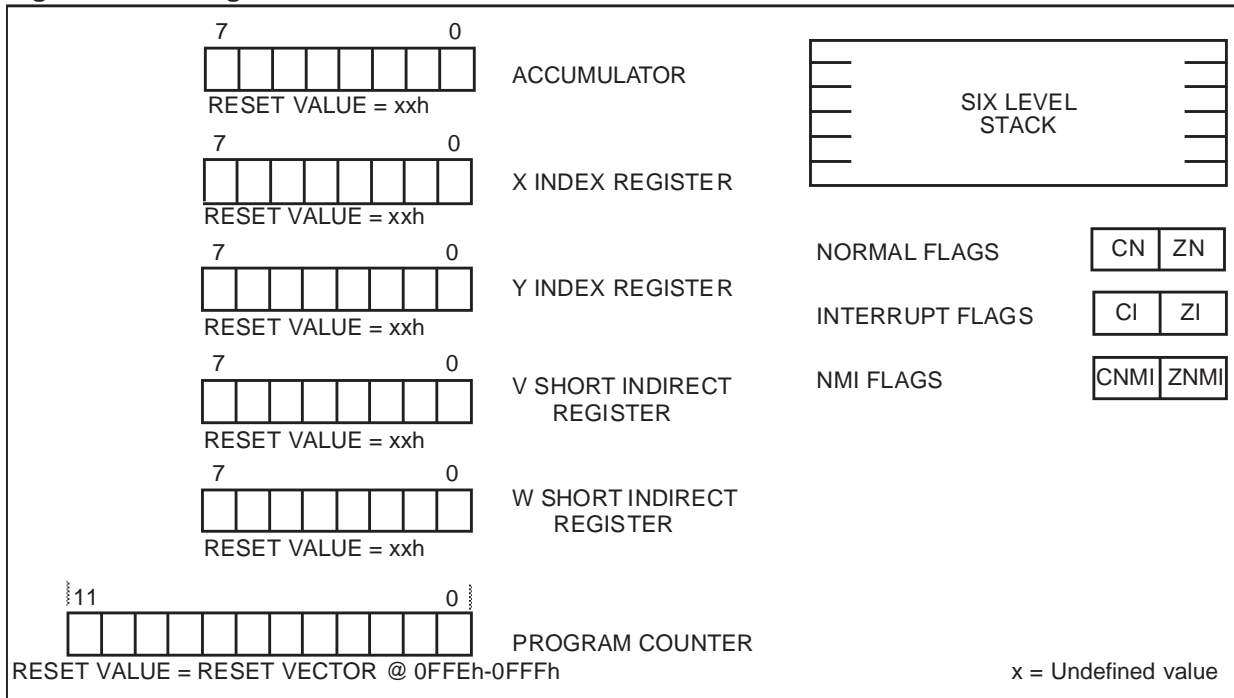 7 0
ACCUMULATOR
RESET VALUE = xxh
7 0
X INDEX REGISTER
RESET VALUE = xxh
7 0
Y INDEX REGISTER
RESET VALUE = xxh
7 0
V SHORT INDIRECT
REGISTER
RESET VALUE = xxh
7 0
W SHORT INDIRECT
REGISTER
RESET VALUE = xxh
11 0
PROGRAM COUNTER
RESET VALUE = RESET VECTOR @ 0FFEh-0FFFh
SIX LEVEL
STACK
NORMAL FLAGS CN ZN
INTERRUPT FLAGS CI ZI
NMI FLAGS CNMI ZNMI
x = Undefined value